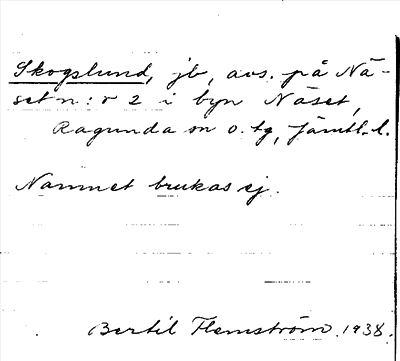 Skogslund, jb, avs. på Nä-
set n:r 2 i byn Näset,
Ragunda sn o. tg, Jämtl. l.
Namnet brukas ej.
Bertil Flemström. 1938.